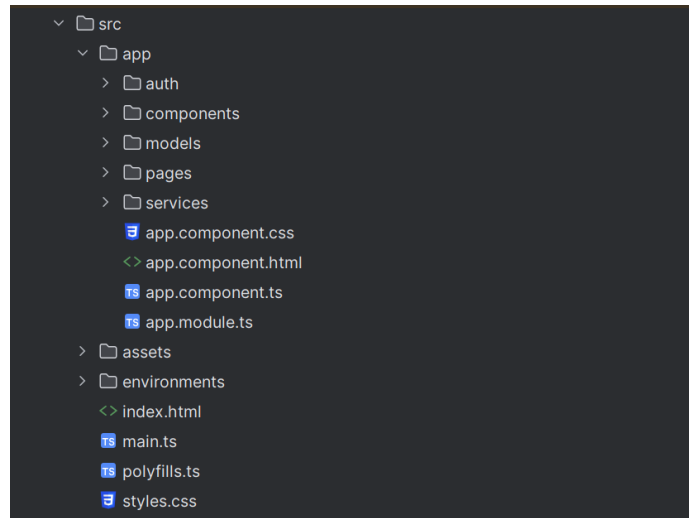 src
app
auth
components
models
pages
services
app.component.css
<> app.component.html
TS app.component.ts
TS app.module.ts
assets
environments
<> index.html
TS main.ts
TS polyfills.ts
styles.css